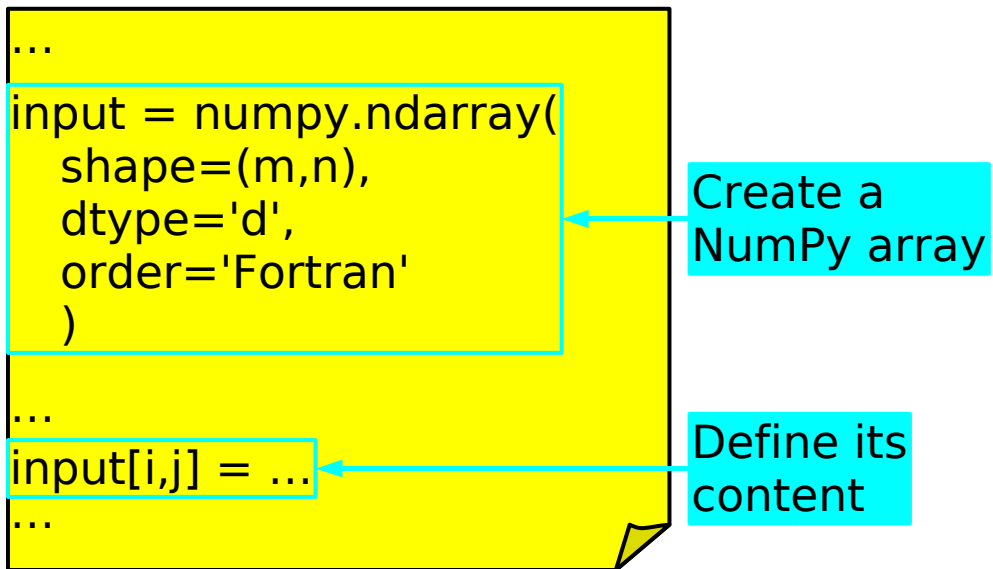 ...
input = numpy.ndarray(
shape=(m,n),
dtype='d',
order='Fortran'
)
Create a
NumPy array
...
input[i,j] = ...
...
Define its
content